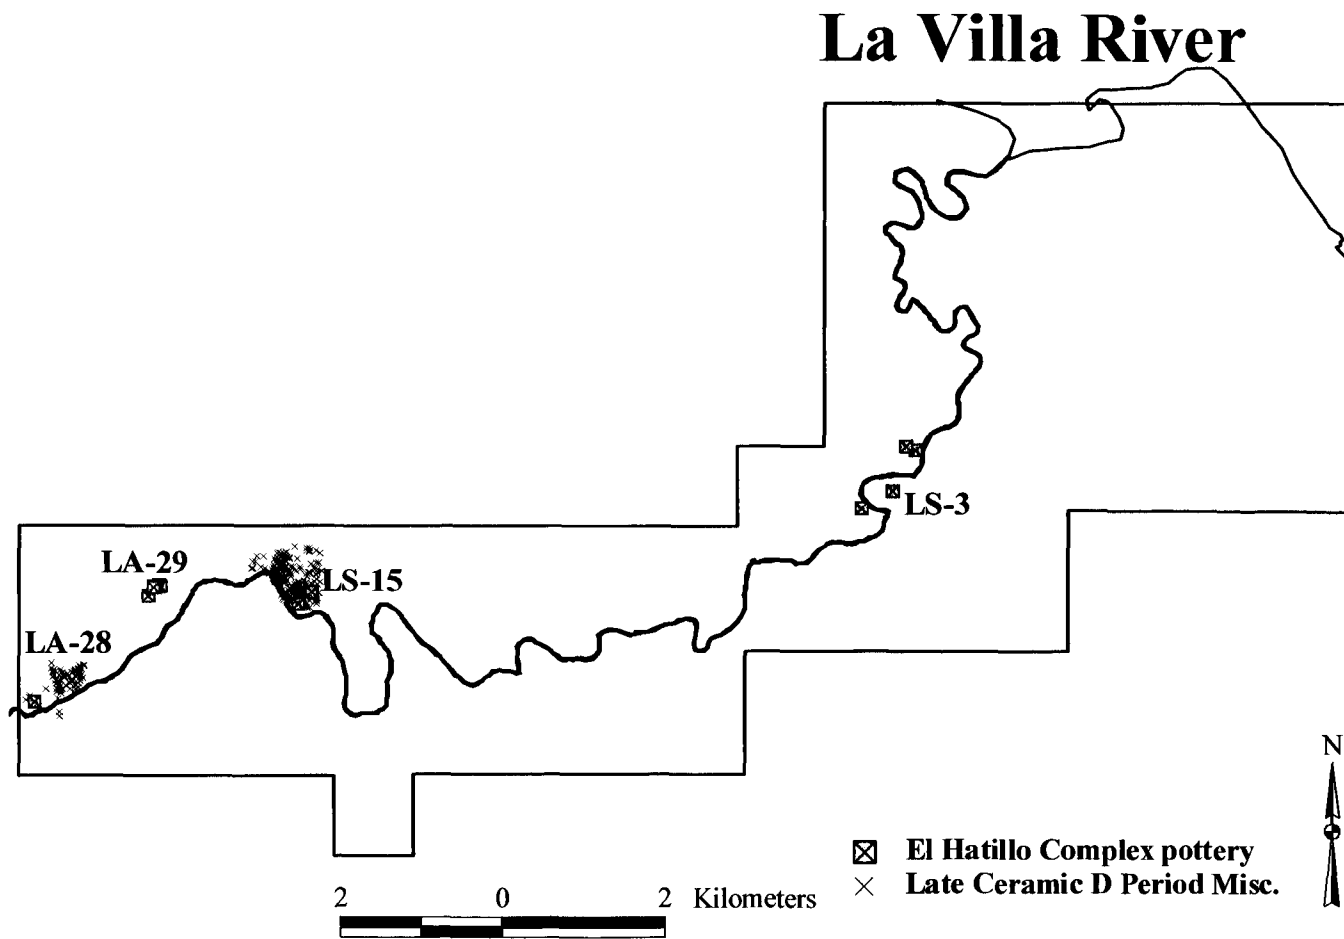 La Villa River
LS-3
LA-29
LS-15
LA-28
N
El Hatillo Complex pottery
Late Ceramic D Period Misc.
2 0 2 Kilometers